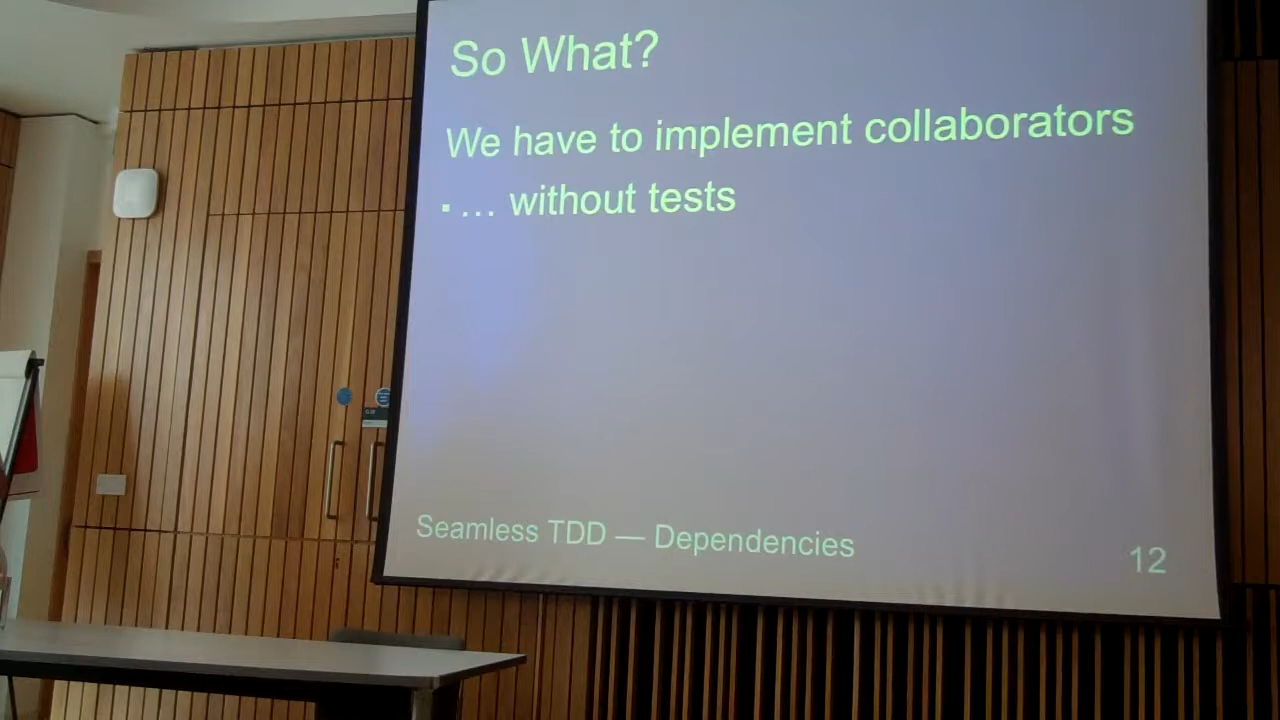 So What?
We have to implement collaborators
▪ … without tests
Seamless TDD — Dependencies
12